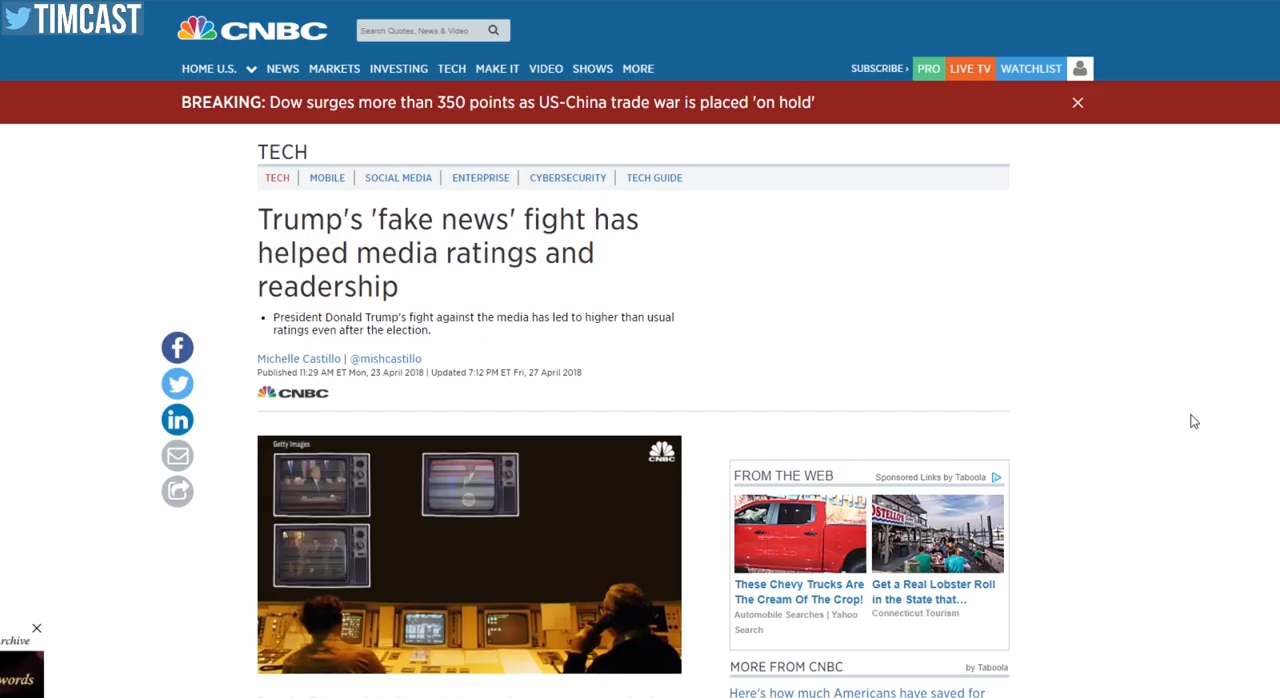 TIMCAST
CNBC
Search Quotes, News & Video
HOME U.S. NEWS MARKETS INVESTING TECH MAKE IT VIDEO SHOWS MORE
SUBSCRIBE › PRO LIVE TV WATCHLIST
BREAKING: Dow surges more than 350 points as US-China trade war is placed 'on hold'
TECH
TECH MOBILE SOCIAL MEDIA ENTERPRISE CYBERSECURITY TECH GUIDE
Trump's 'fake news' fight has
helped media ratings and
readership
• President Donald Trump's fight against the media has led to higher than usual
ratings even after the election.
Michelle Castillo | @mishcastillo
Published 11:29 AM ET Mon, 23 April 2018 | Updated 7:12 PM ET Fri, 27 April 2018
CNBC
Getty Images
CNBC
FROM THE WEB
Sponsored Links by Taboola
OSTELLO'S
These Chevy Trucks Are
The Cream Of The Crop!
Automobile Searches | Yahoo
Search
Get a Real Lobster Roll
in the State that...
Connecticut Tourism
MORE FROM CNBC
by Taboola
Here's how much Americans have saved for
rchive
words